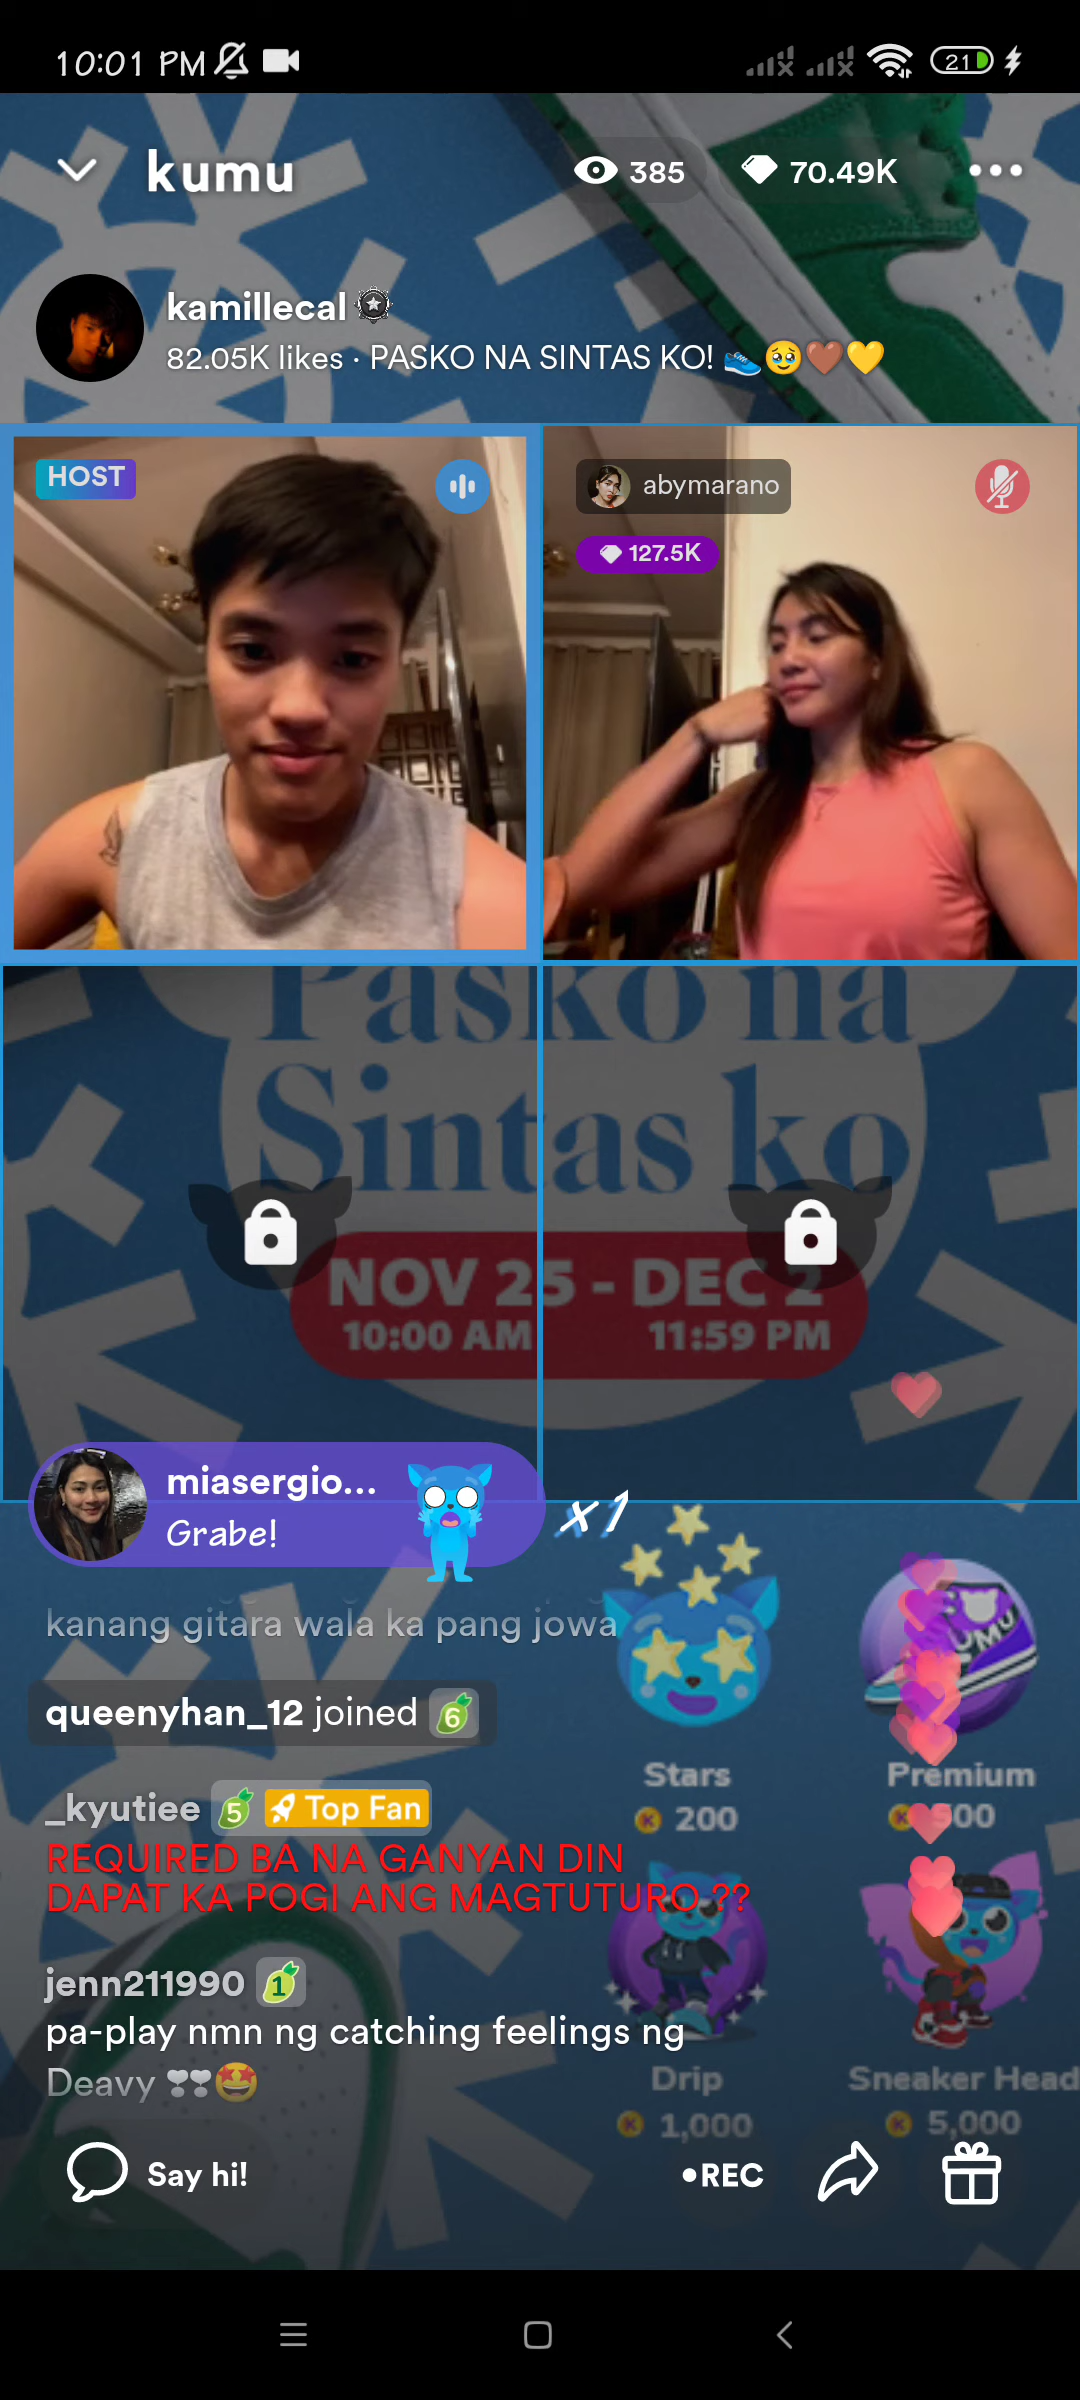 10:01 PM
21
kumu
385
70.49K
kamillecal
82.05K likes · PASKO NA SINTAS KO! 👟🥹🤎💛
HOST
abymarano
127.5K
Pasko na
Sintas ko
NOV 25 - DEC 2
10:00 AM
11:59 PM
miasergio...
Grabe!
x1
kanang gitara wala ka pang jowa
queenyhan_12 joined 6
_kyutiee 5 Top Fan
REQUIRED BA NA GANYAN DIN
DAPAT KA POGI ANG MAGTUTURO ??
jenn211990 1
pa-play nmn ng catching feelings ng
Deavy ❣❣🤩
Stars
200
Premium
500
Drip
1,000
Sneaker Head
5,000
Say hi!
•REC